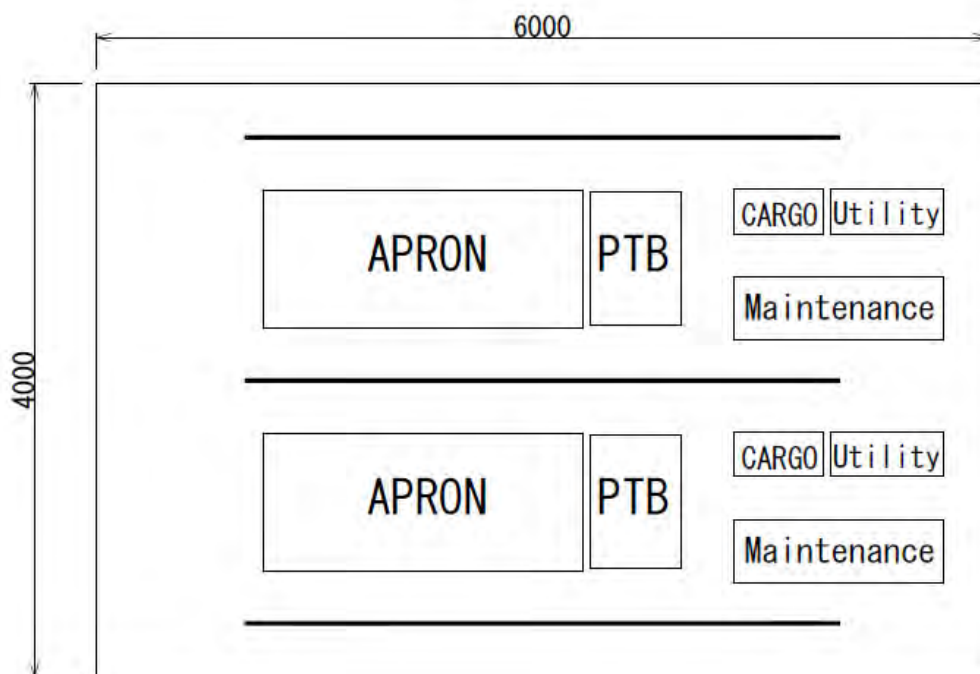 6000
4000
APRON
PTB
CARGO
Utility
Maintenance
APRON
PTB
CARGO
Utility
Maintenance